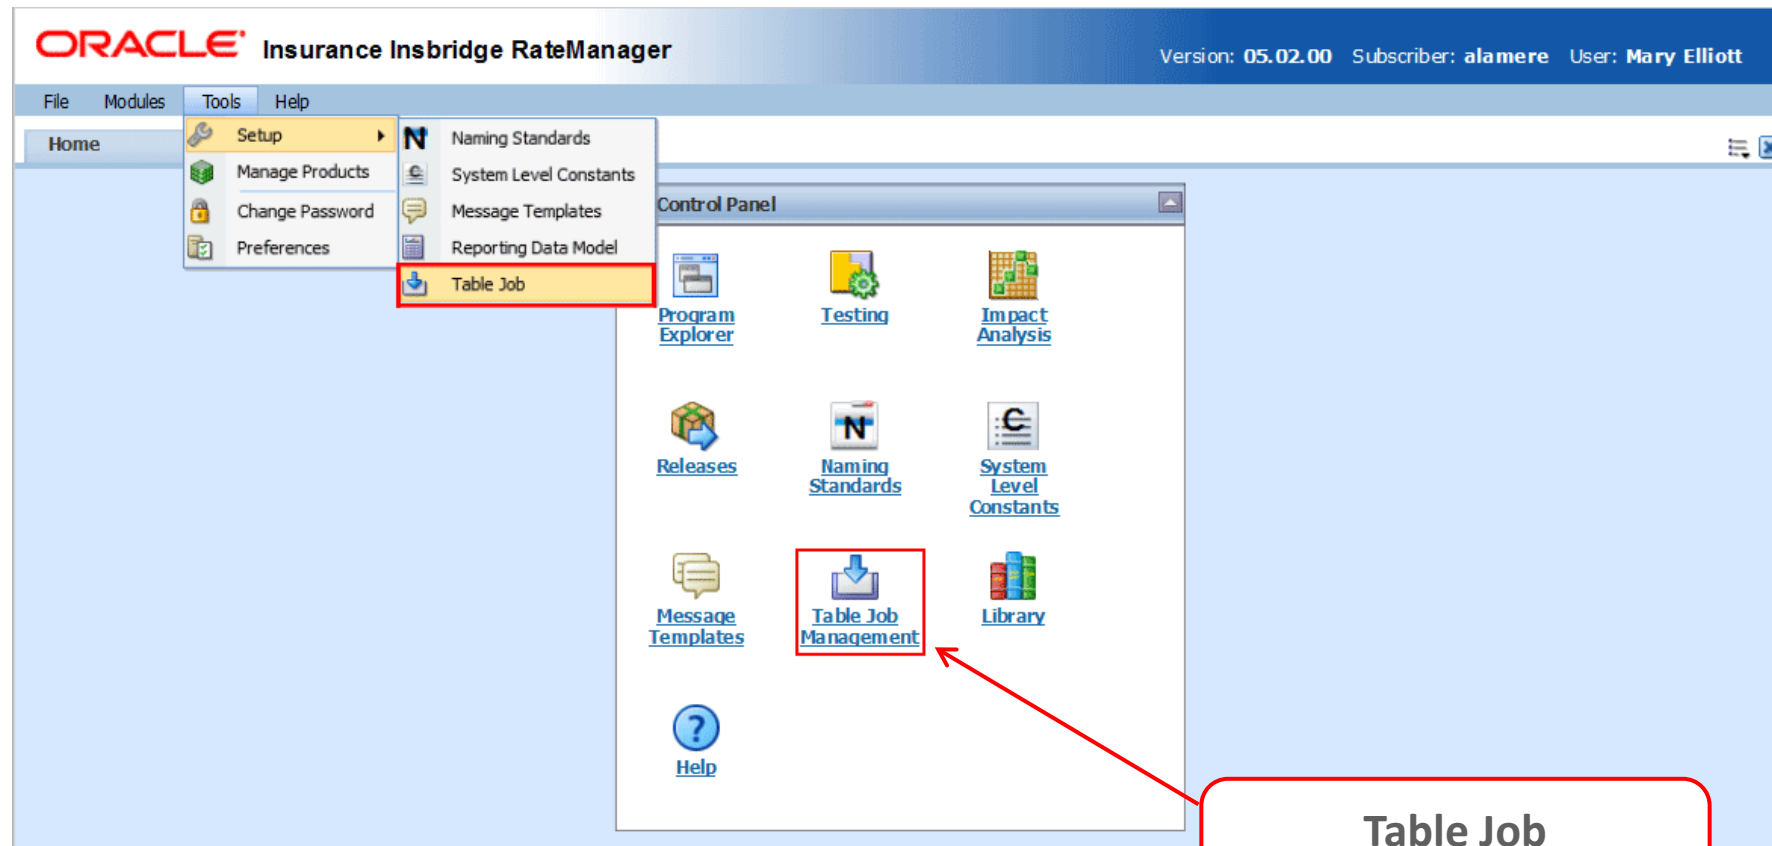 ORACLE Insurance Insbridge RateManager
Version: 05.02.00 Subscriber: alamere User: Mary Elliott
File Modules Tools Help
Home
Setup
Manage Products
Change Password
Preferences
Naming Standards
System Level Constants
Message Templates
Reporting Data Model
Table Job
Control Panel
Program
Explorer
Testing
Impact
Analysis
Releases
Naming
Standards
System
Level
Constants
Message
Templates
Table Job
Management
Library
Help
Table Job